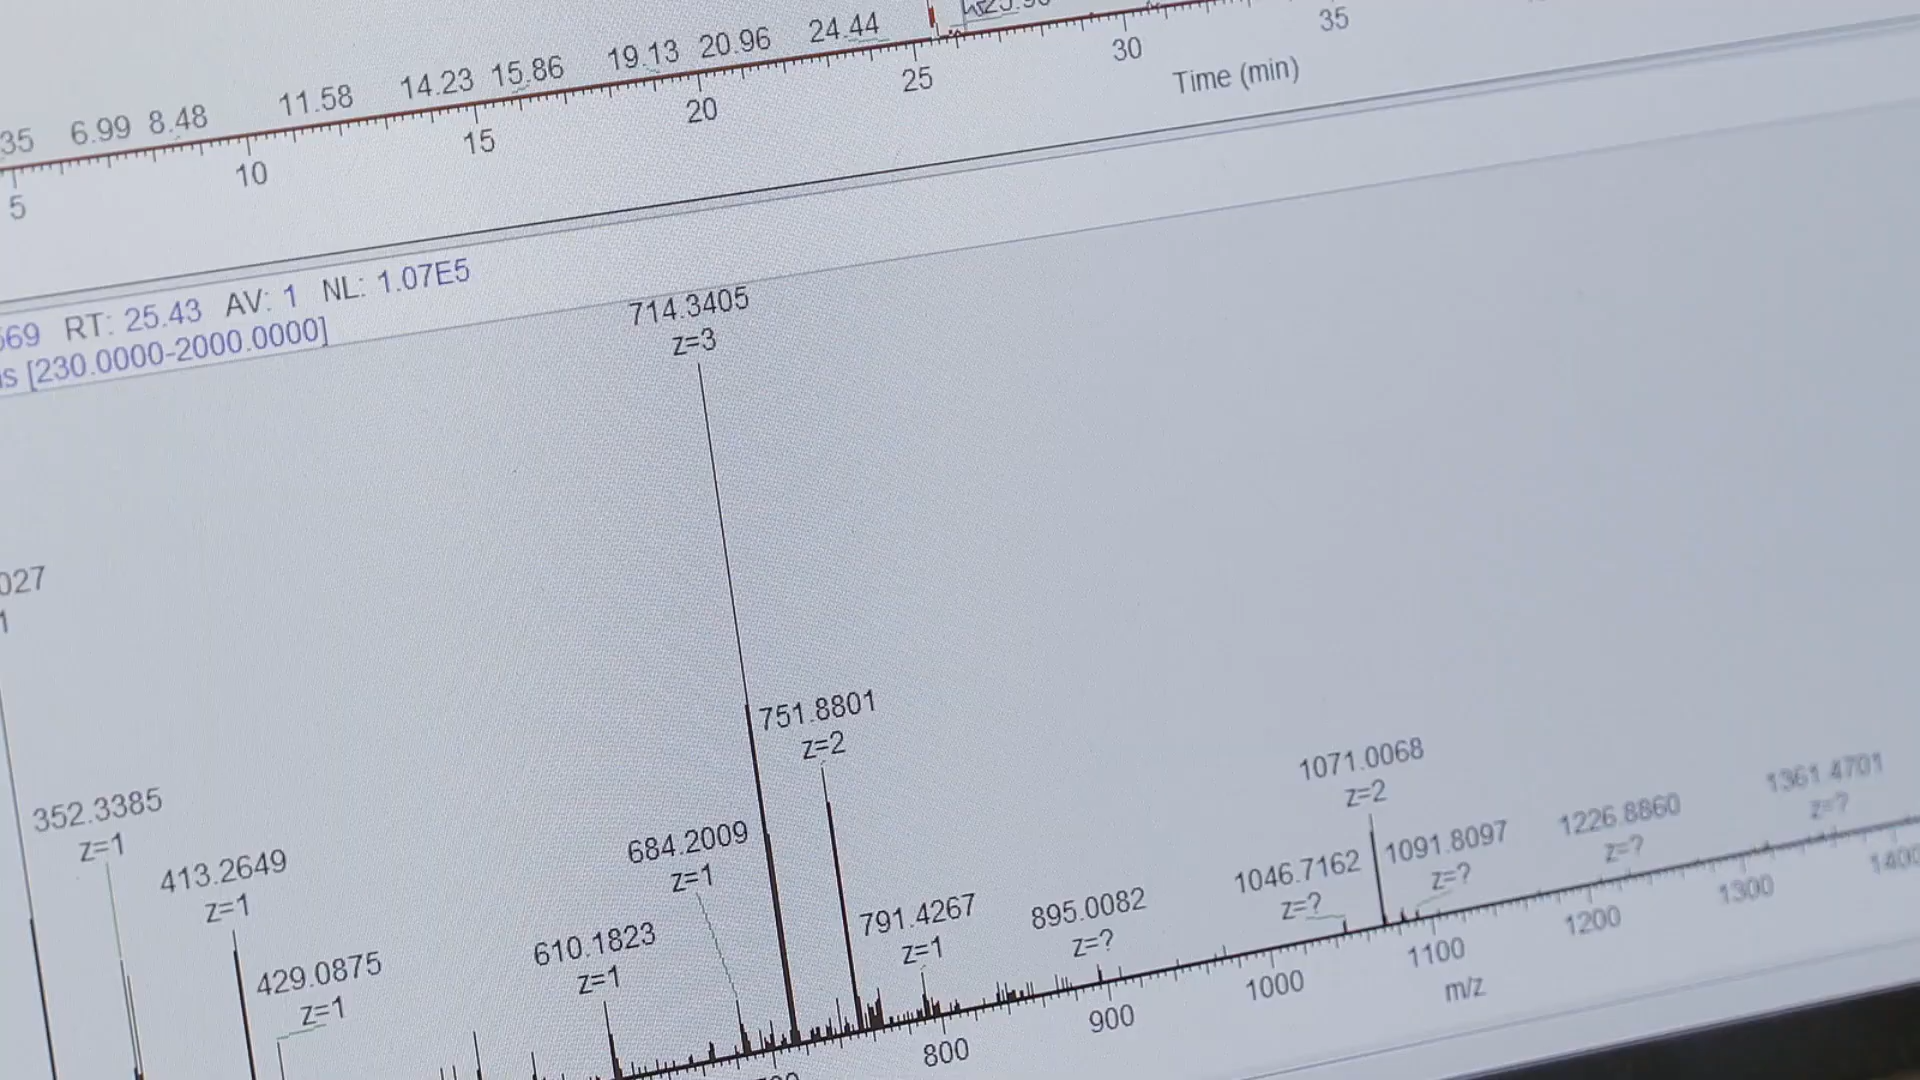 35 6.99 8.48 11.58 14.23 15.86 19.13 20.96 24.44
5 10 15 20 25 30 35
Time (min)
669 RT: 25.43 AV: 1 NL: 1.07E5
[230.0000-2000.0000]
714.3405
z=3
027
1
751.8801
z=2
352.3385
z=1
413.2649
z=1
429.0875
z=1
610.1823
z=1
684.2009
z=1
791.4267
z=1
895.0082
z=?
1046.7162
z=?
1071.0068
z=2
1091.8097
z=?
1226.8860
z=?
1361.4701
z=?
800 900 1000 1100 1200 1300 1400
m/z